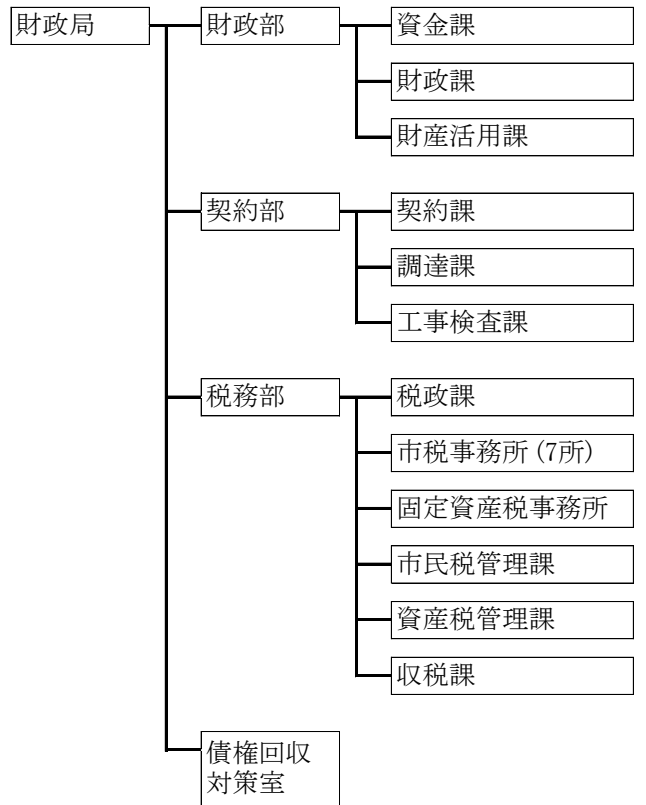 財政局
財政部
資金課
財政課
財産活用課
契約部
契約課
調達課
工事検査課
税務部
税政課
市税事務所(7所)
固定資産税事務所
市民税管理課
資産税管理課
収税課
債権回収
対策室